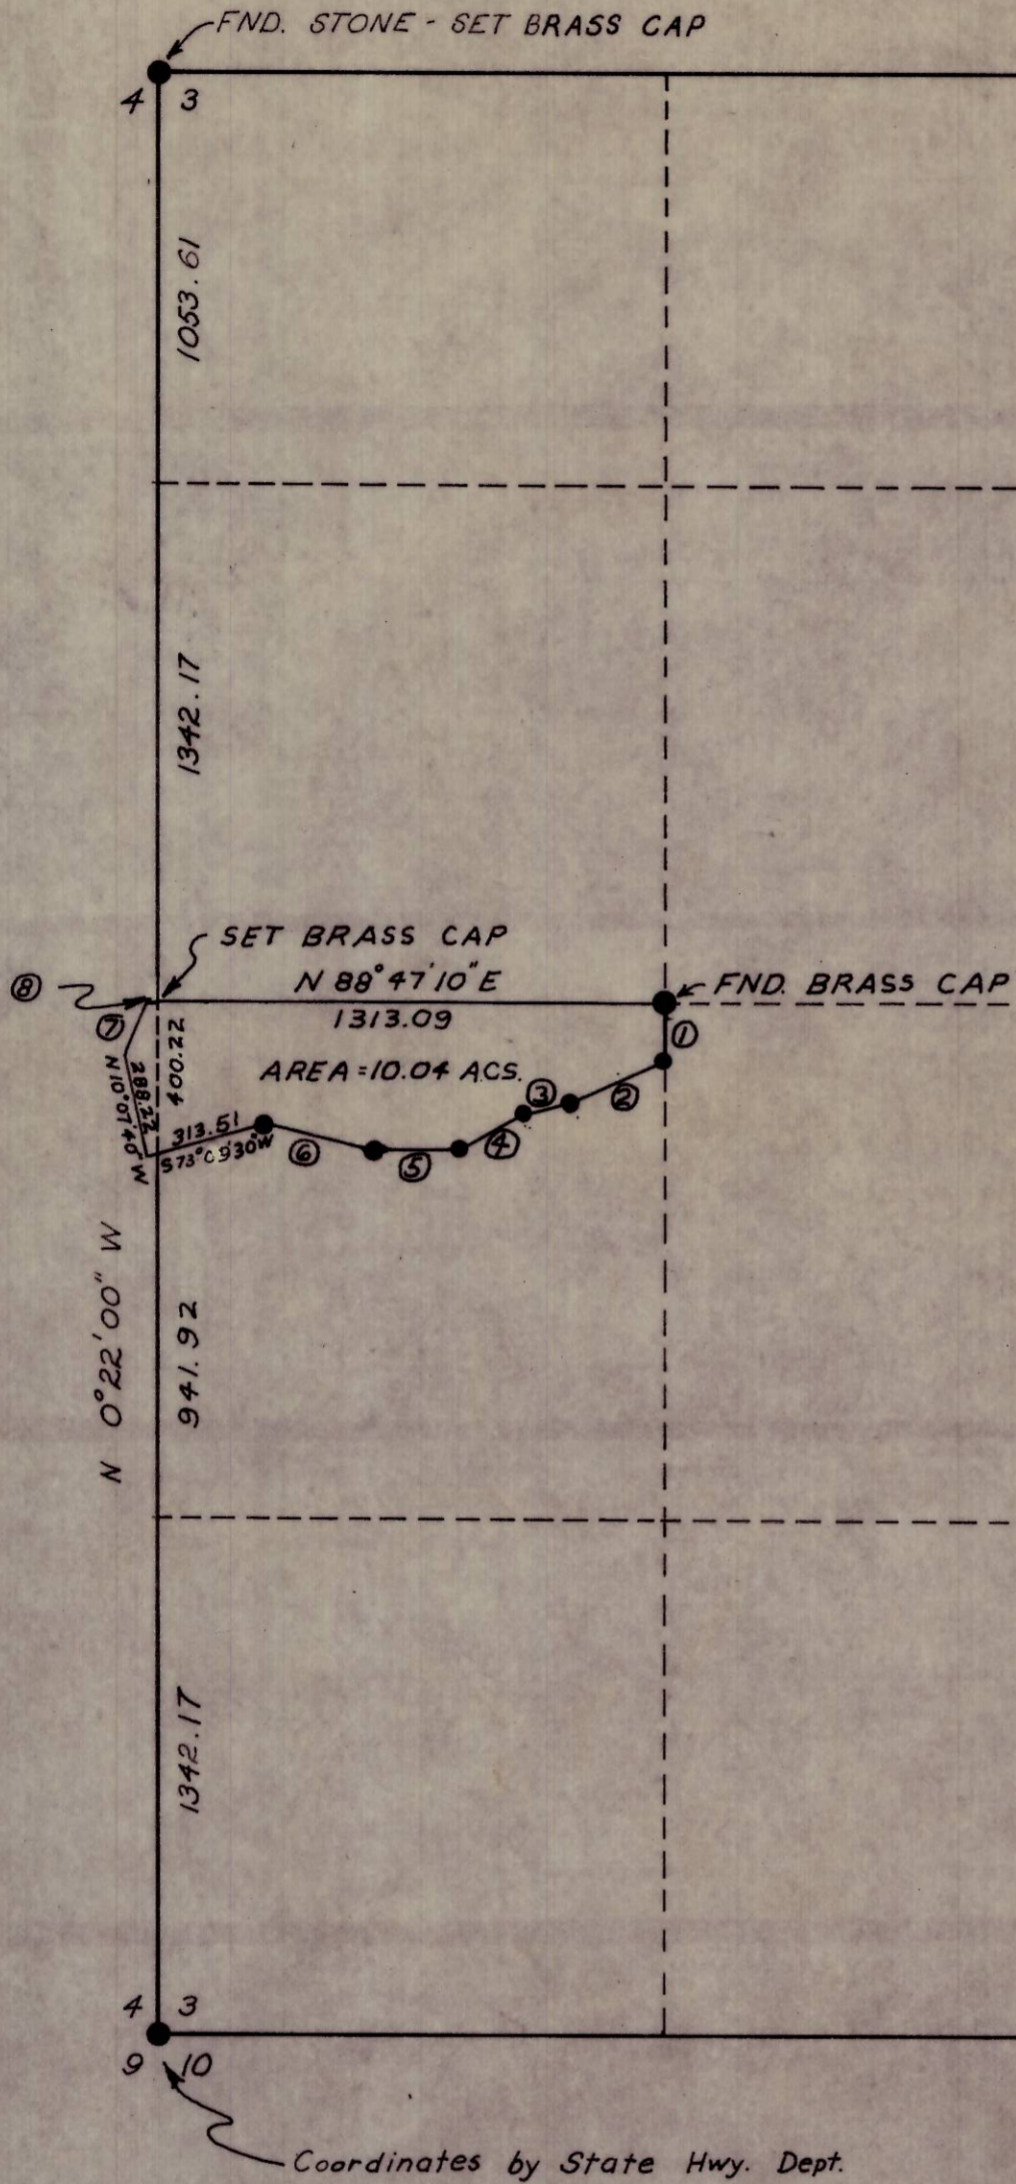 FND. STONE - SET BRASS CAP
4 3
1053.61
1342.17
SET BRASS CAP
N 88°47'10" E
FND. BRASS CAP
⑧
1313.09
⑦
400.22
①
AREA = 10.04 ACS.
③
②
288.27
N 10°07'40" W
313.51
S 73°09'30" W
⑥
⑤
④
N 0°22'00" W
941.92
1342.17
4 3
9 10
Coordinates by State Hwy. Dept.